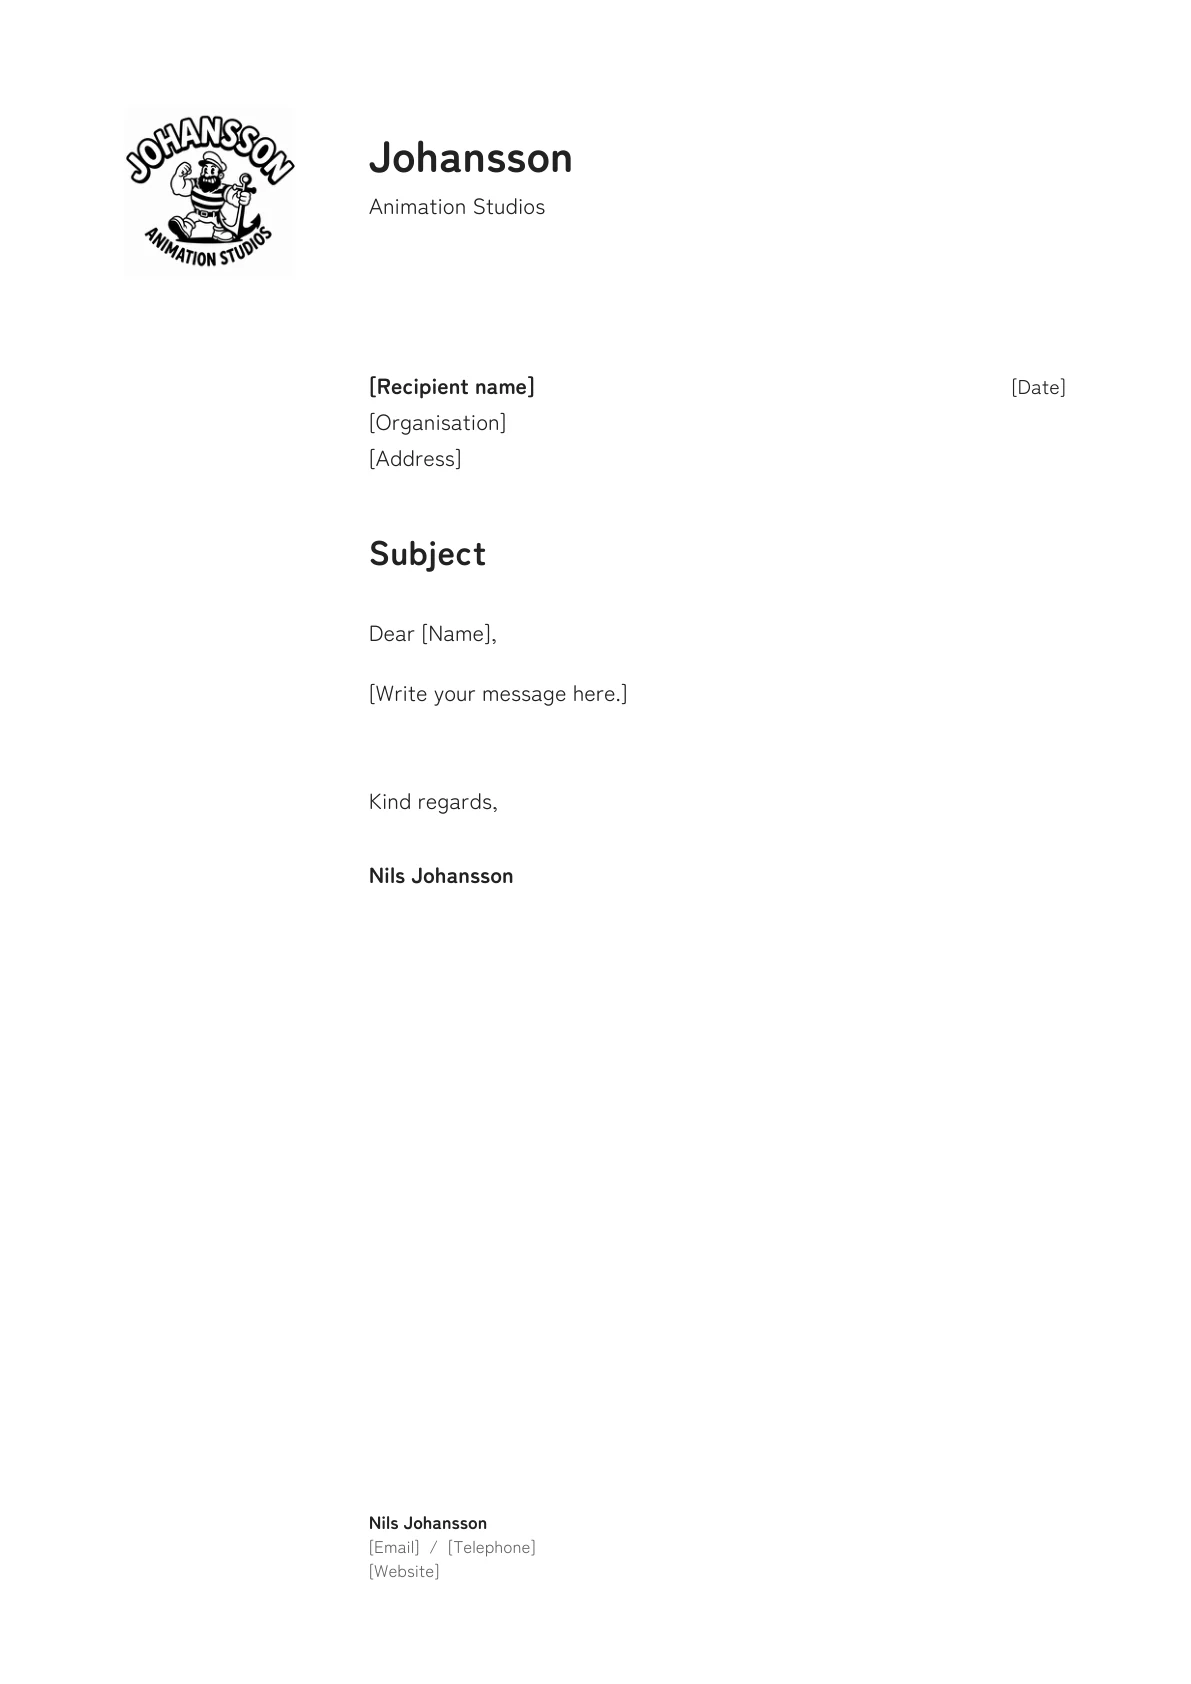 JOHANSSON
ANIMATION STUDIOS
Johansson
Animation Studios
[Recipient name]
[Date]
[Organisation]
[Address]
Subject
Dear [Name],
[Write your message here.]
Kind regards,
Nils Johansson
Nils Johansson
[Email] / [Telephone]
[Website]